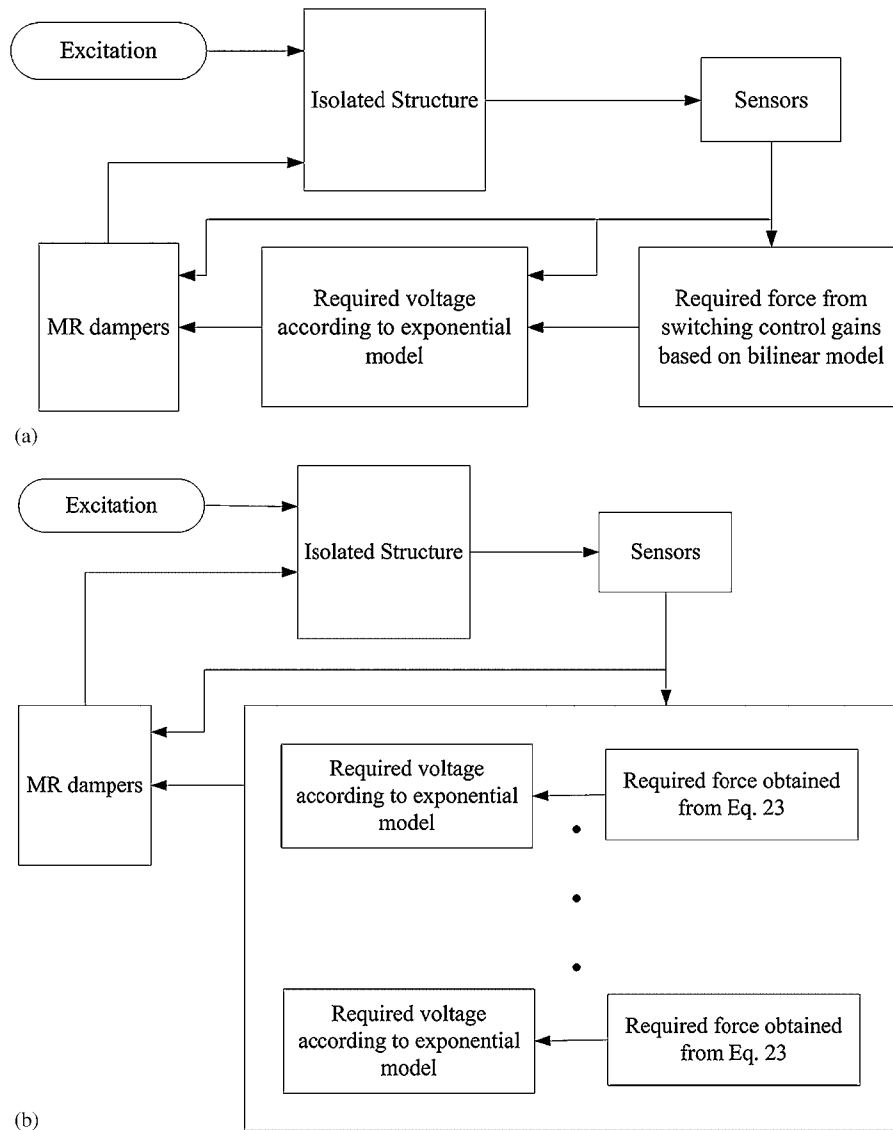 Excitation
Isolated Structure
Sensors
MR dampers
Required voltage
according to exponential
model
Required force from
switching control gains
based on bilinear model
(a)
Excitation
Isolated Structure
Sensors
MR dampers
Required voltage
according to exponential
model
Required force obtained
from Eq. 23
Required voltage
according to exponential
model
Required force obtained
from Eq. 23
(b)